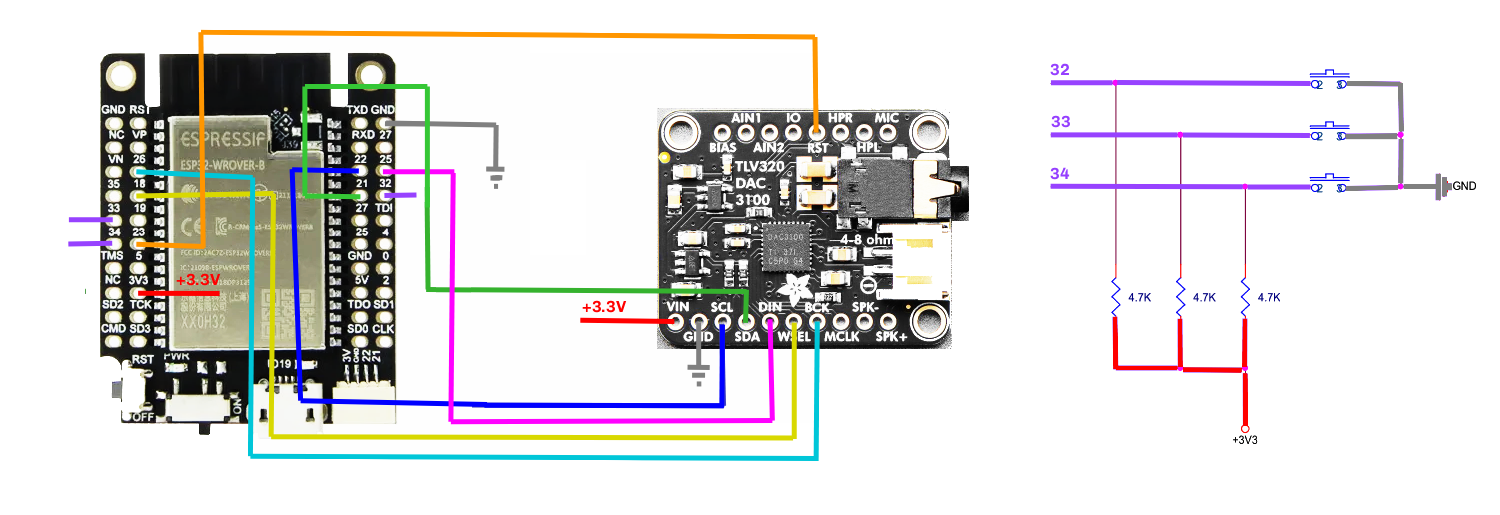 GND RST
NC VP
VN 26
35 18
33 19
34 23
TMS 5
NC 3V3
+3.3V
SD2 TCK
CMD SD3
RST
PWR
OFF
ON
ESPRESSIF
ESP32-WROVER-B
XX0H32
TXD GND
RXD 27
22 25
21 32
27 TDI
25 4
GND 0
5V 2
TDO SD1
SD0 CLK
3V
GND
22
21
AIN1 IO HPR MIC
BIAS AIN2 RST HPL
TLV320
DAC
3100
DAC3100
4-8 ohm
+3.3V
VIN SCL DIN BCK SPK-
GND SDA WSEL MCLK SPK+
32
33
34
GND
4.7K 4.7K 4.7K
+3V3